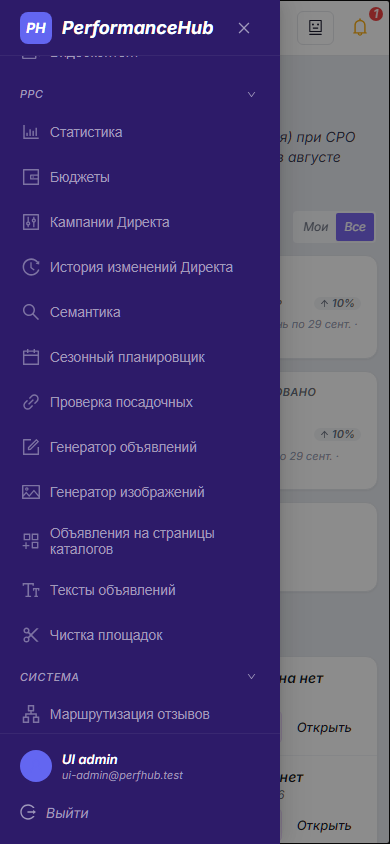 PH PerformanceHub
1
PPC
Статистика
я) при CPO
Бюджеты
в августе
Кампании Директа
Мои Все
История изменений Директа
10%
Семантика
нь по 29 сент. ·
Сезонный планировщик
Проверка посадочных
ОВАНО
10%
Генератор объявлений
о 29 сент. ·
Генератор изображений
Объявления на страницы
каталогов
Тексты объявлений
Чистка площадок
СИСТЕМА
на нет
Маршрутизация отзывов
Открыть
UI admin
ui-admin@perfhub.test
нет
6
Выйти
Открыть